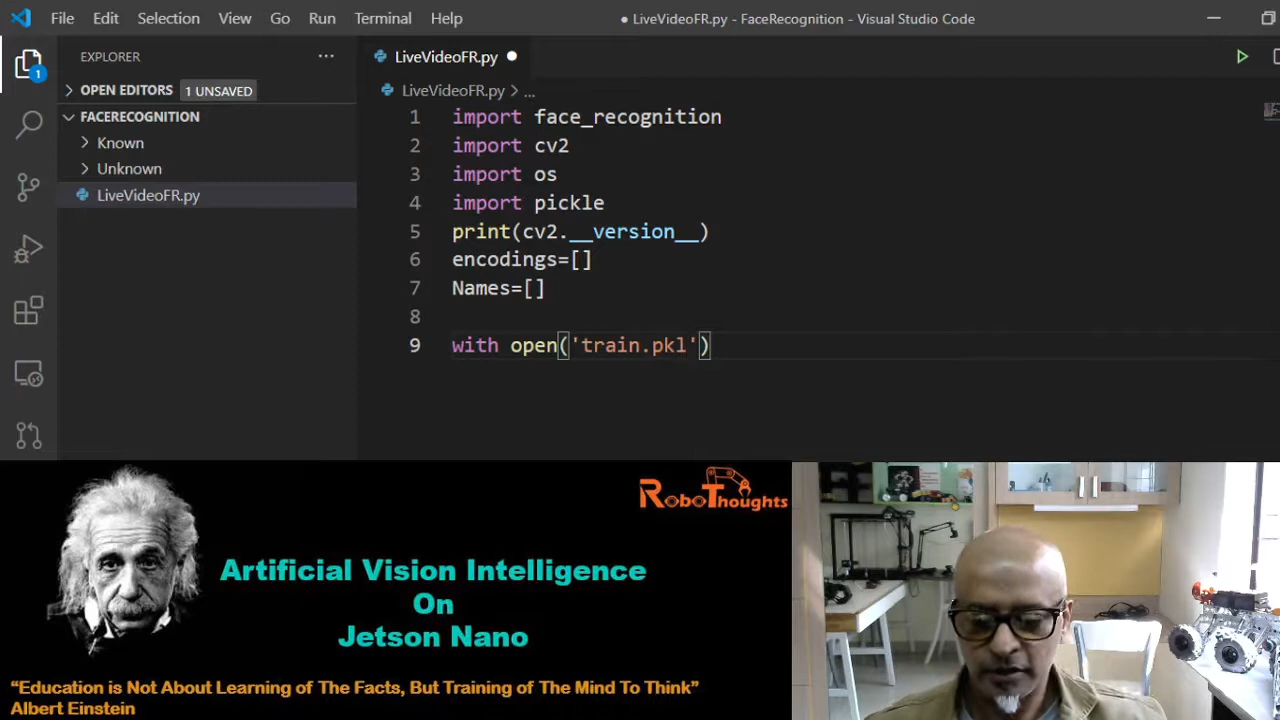 File Edit Selection View Go Run Terminal Help
● LiveVideoFR.py - FaceRecognition - Visual Studio Code
EXPLORER ···
LiveVideoFR.py ●
OPEN EDITORS 1 UNSAVED
LiveVideoFR.py > ...
FACERECOGNITION
Known
Unknown
LiveVideoFR.py
1
1 import face_recognition
2 import cv2
3 import os
4 import pickle
5 print(cv2.__version__)
6 encodings=[]
7 Names=[]
8
9 with open('train.pkl')
ROBOTHOUGHTS
Artificial Vision Intelligence
On
Jetson Nano
“Education is Not About Learning of The Facts, But Training of The Mind To Think”
Albert Einstein